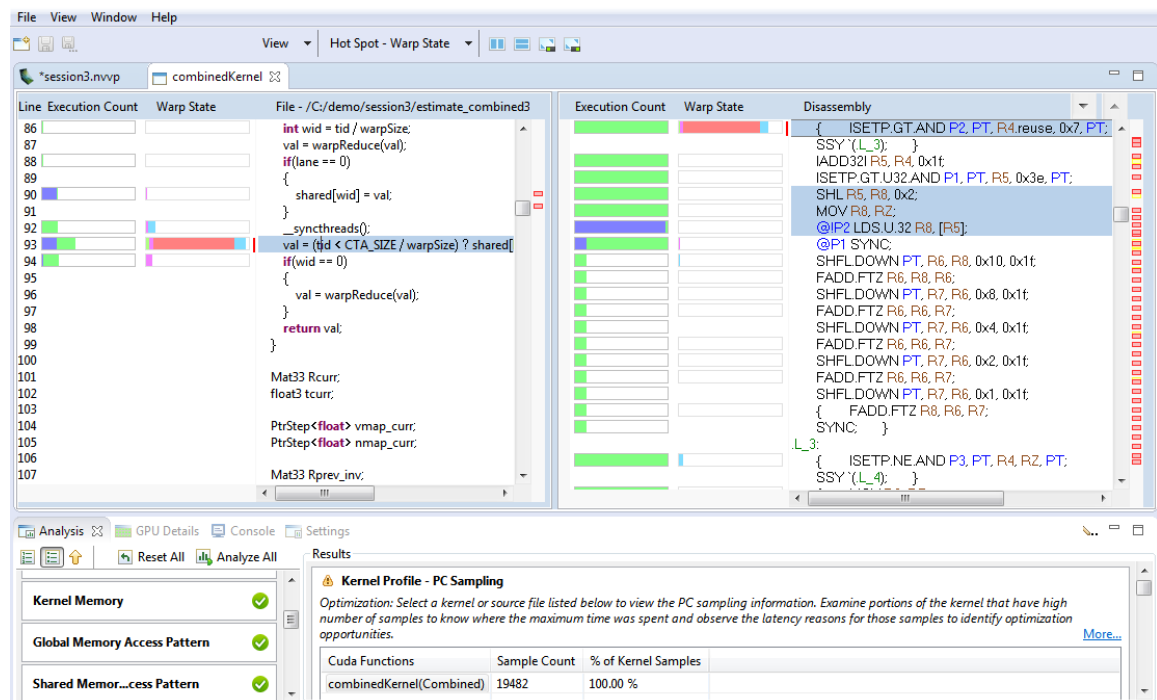 File View Window Help
View Hot Spot - Warp State
*session3.nvvp combinedKernel
Line Execution Count Warp State File - /C:/demo/session3/estimate_combined3
86 int wid = tid / warpSize;
87 val = warpReduce(val);
88 if(lane == 0)
89 {
90 shared[wid] = val;
91 }
92 __syncthreads();
93 val = (tid < CTA_SIZE / warpSize) ? shared[
94 if(wid == 0)
95 {
96 val = warpReduce(val);
97 }
98 return val;
99 }
100
101 Mat33 Rcurr;
102 float3 tcurr;
103
104 PtrStep<float> vmap_curr;
105 PtrStep<float> nmap_curr;
106
107 Mat33 Rprev_inv;
Execution Count Warp State Disassembly
{ ISETP.GT.AND P2, PT, R4.reuse, 0x7, PT;
SSY `(.L_3); }
IADD32I R5, R4, 0x1f;
ISETP.GT.U32.AND P1, PT, R5, 0x3e, PT;
SHL R5, R8, 0x2;
MOV R8, RZ;
@!P2 LDS.U.32 R8, [R5];
@P1 SYNC;
SHFL.DOWN PT, R6, R8, 0x10, 0x1f;
FADD.FTZ R6, R8, R6;
SHFL.DOWN PT, R7, R6, 0x8, 0x1f;
FADD.FTZ R6, R6, R7;
SHFL.DOWN PT, R7, R6, 0x4, 0x1f;
FADD.FTZ R6, R6, R7;
SHFL.DOWN PT, R7, R6, 0x2, 0x1f;
FADD.FTZ R6, R6, R7;
SHFL.DOWN PT, R7, R6, 0x1, 0x1f;
{ FADD.FTZ R8, R6, R7;
SYNC; }
.L_3:
{ ISETP.NE.AND P3, PT, R4, RZ, PT;
SSY `(.L_4); }
Analysis GPU Details Console Settings
Reset All Analyze All
Kernel Memory
Global Memory Access Pattern
Shared Memor...cess Pattern
Results
Kernel Profile - PC Sampling
Optimization: Select a kernel or source file listed below to view the PC sampling information. Examine portions of the kernel that have high
number of samples to know where the maximum time was spent and observe the latency reasons for those samples to identify optimization
opportunities.
More...
Cuda Functions Sample Count % of Kernel Samples
combinedKernel(Combined) 19482 100.00 %